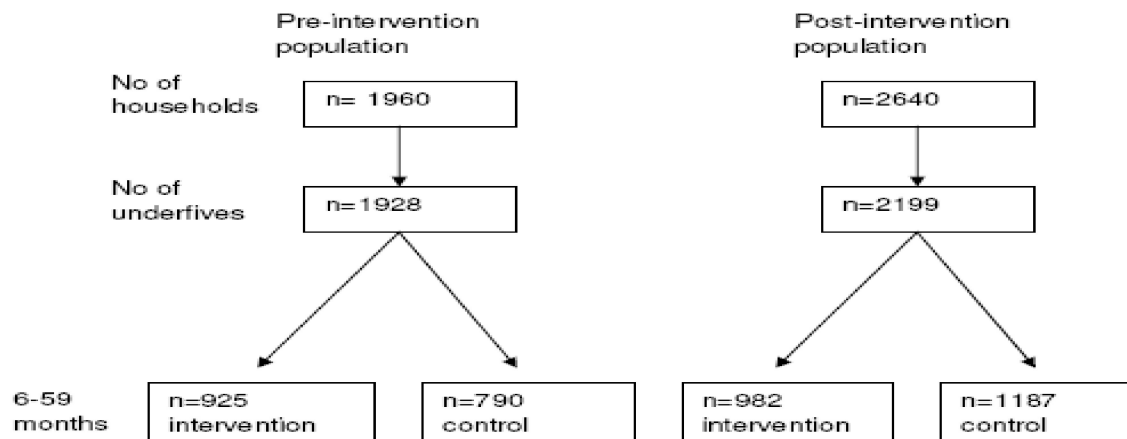 Pre-intervention
population
Post-intervention
population
No of
households
n= 1960
n=2640
No of
underfives
n=1928
n=2199
6-59
months
n=925
intervention
n=790
control
n=982
intervention
n=1187
control